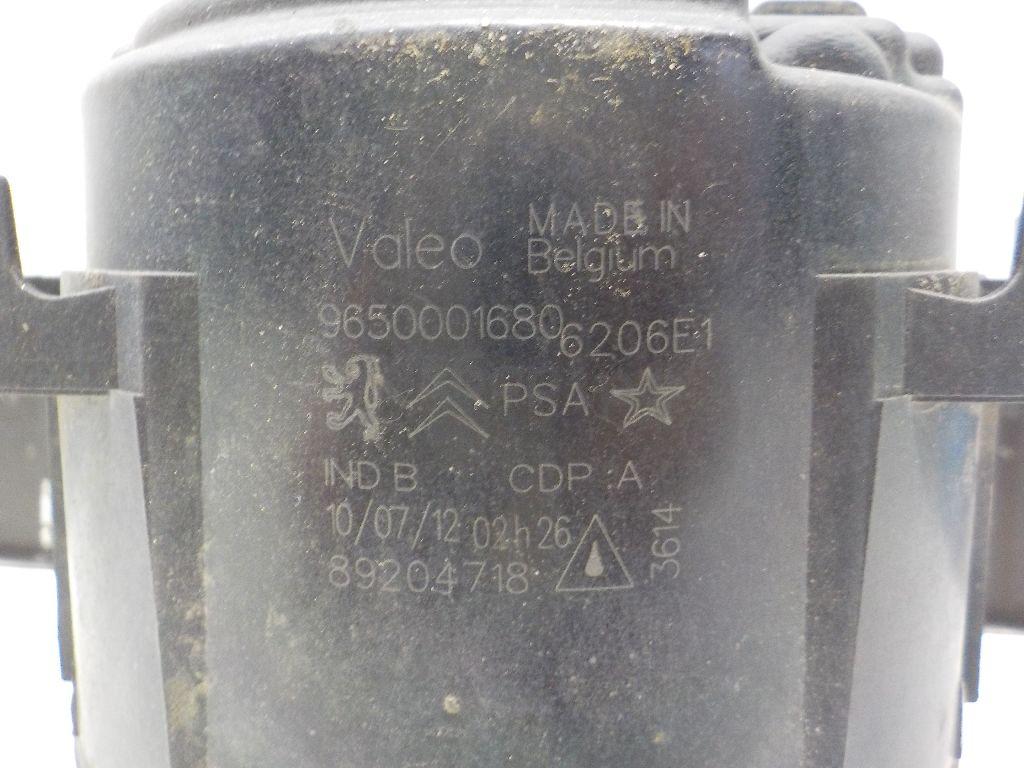 Valeo MADE IN
Belgium
9650001680 6206E1
PSA
IND B CDP A
10/07/12 02h26
89204718
3614